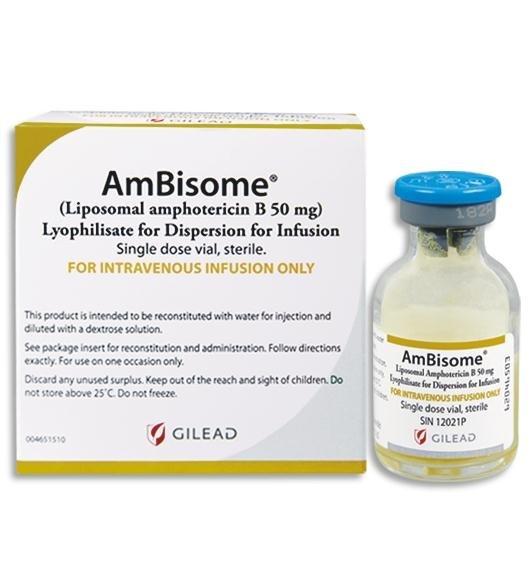 AmBisome®
(Liposomal amphotericin B 50 mg)
Lyophilisate for Dispersion for Infusion
Single dose vial, sterile.
FOR INTRAVENOUS INFUSION ONLY
This product is intended to be reconstituted with water for injection and
diluted with a dextrose solution.
See package insert for reconstitution and administration. Follow directions
exactly. For use on one occasion only.
Discard any unused surplus. Keep out of the reach and sight of children. Do
not store above 25°C. Do not freeze.
004651510
GILEAD
AmBisome®
Liposomal Amphotericin B 50 mg
Lyophilisate for Dispersion for Infusion
FOR INTRAVENOUS INFUSION ONLY
Single dose vial, sterile
SIN 12021P
GILEAD